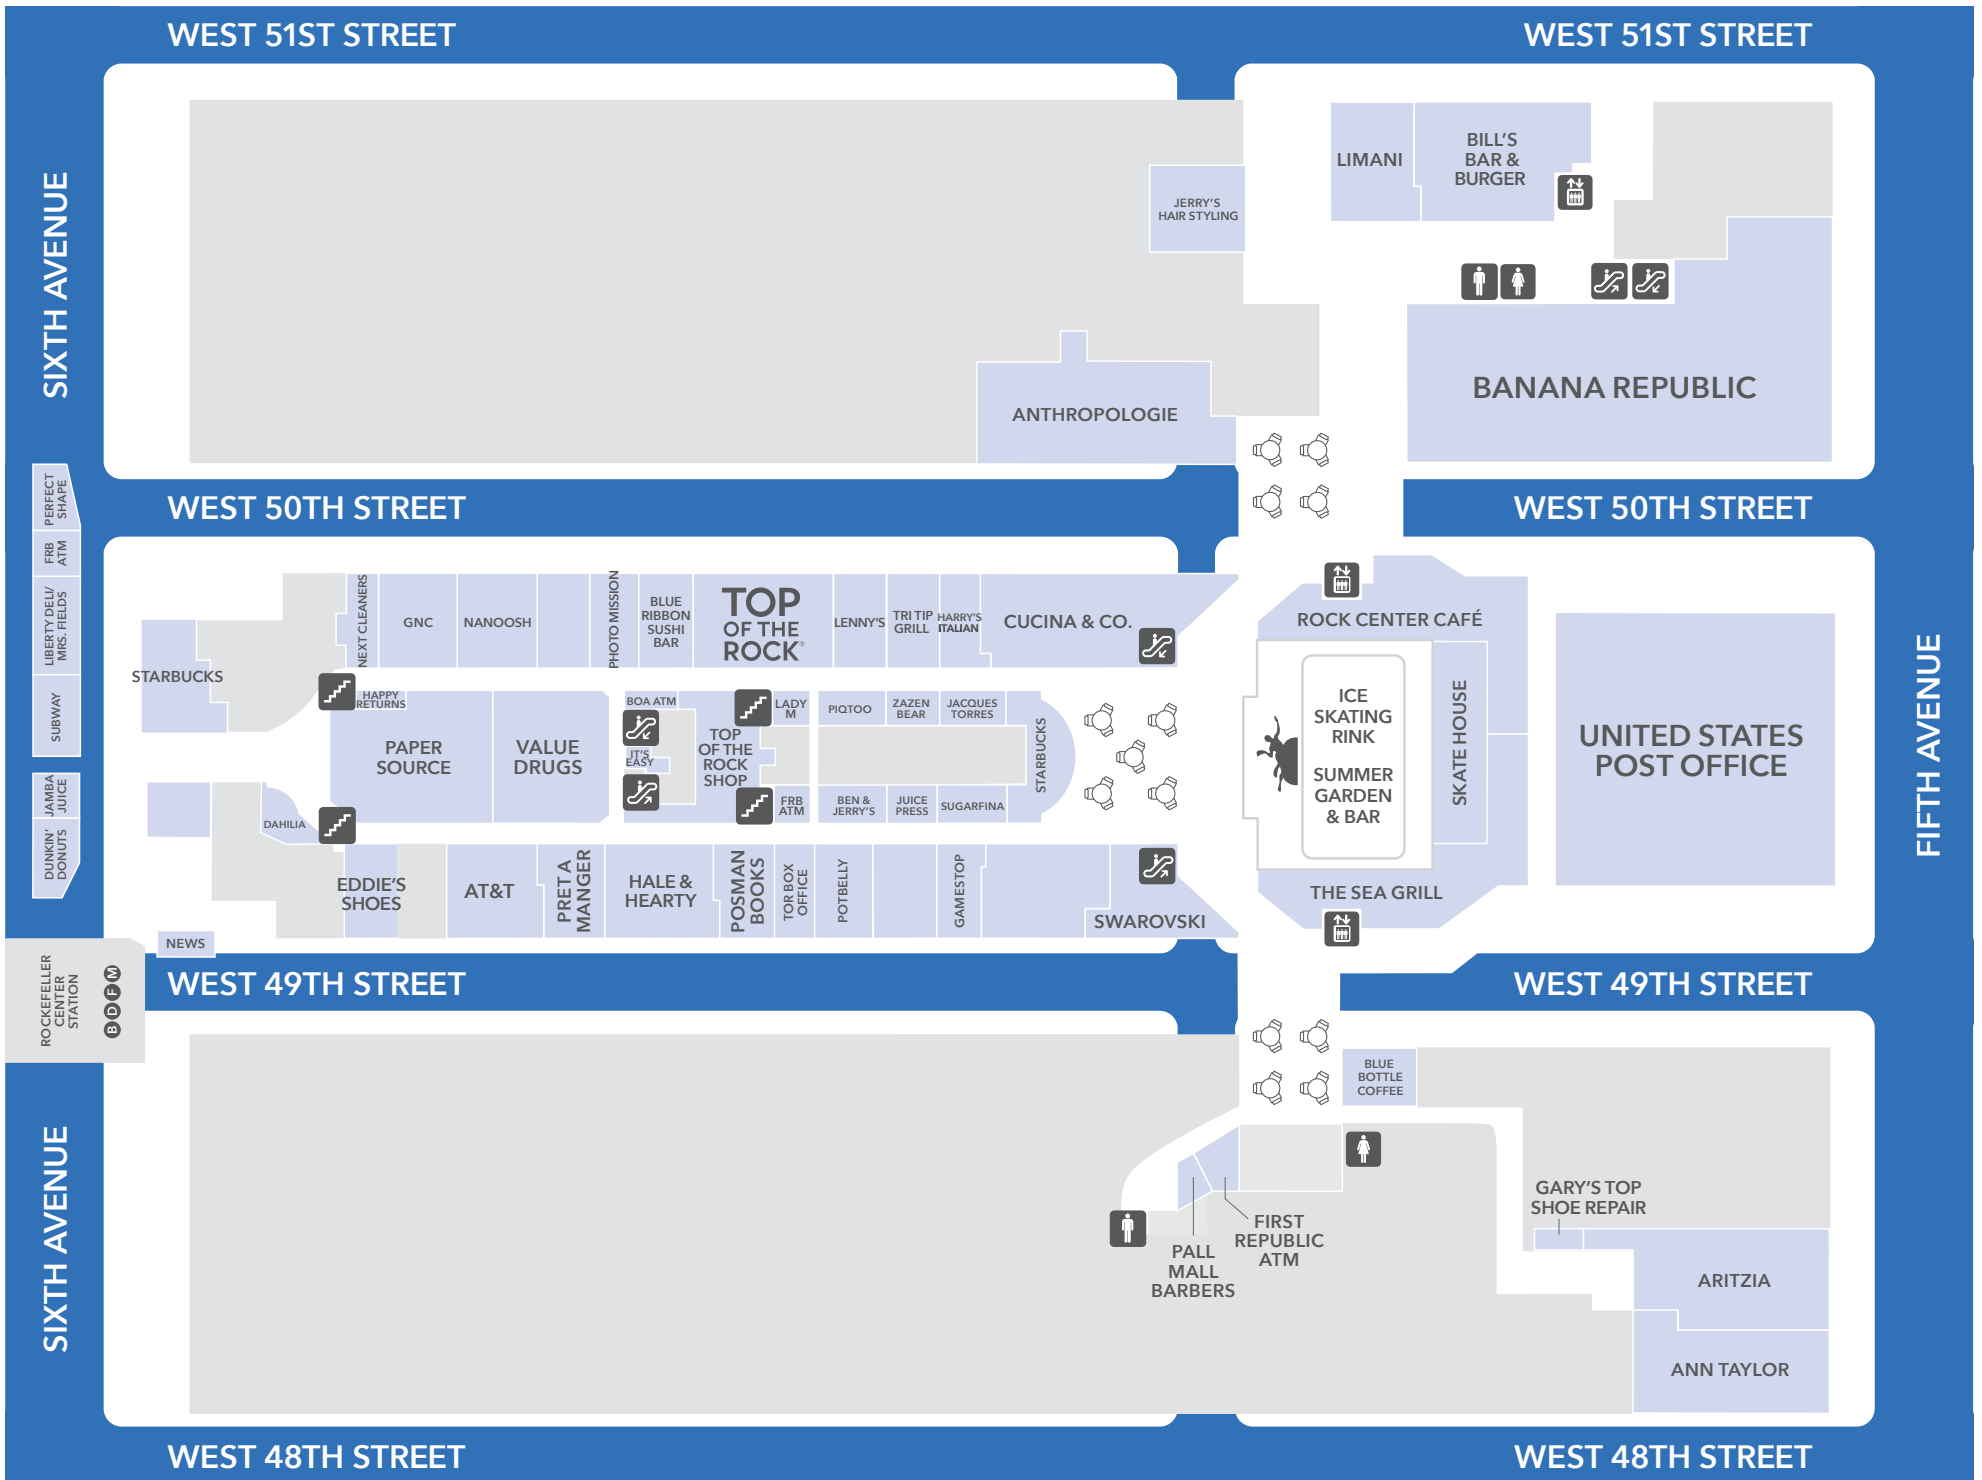 WEST 51ST STREET
WEST 51ST STREET
SIXTH AVENUE
LIMANI
BILL'S
BAR &
BURGER
JERRY'S
HAIR STYLING
BANANA REPUBLIC
ANTHROPOLOGIE
WEST 50TH STREET
WEST 50TH STREET
PERFECT
SHAPE
FRB
ATM
LIBERTY DELI/
MRS. FIELDS
SUBWAY
JAMBA
JUICE
DUNKIN'
DONUTS
STARBUCKS
NEXT CLEANERS
GNC
NANOOSH
PHOTO MISSION
BLUE
RIBBON
SUSHI
BAR
TOP
OF THE
ROCK®
LENNY'S
TRI TIP
GRILL
HARRY'S
ITALIAN
CUCINA & CO.
ROCK CENTER CAFÉ
HAPPY
RETURNS
PAPER
SOURCE
VALUE
DRUGS
BOA ATM
IT'S
EASY
TOP
OF THE
ROCK
SHOP
LADY
M
PIQTOO
ZAZEN
BEAR
JACQUES
TORRES
STARBUCKS
FRB
ATM
BEN &
JERRY'S
JUICE
PRESS
SUGARFINA
ICE
SKATING
RINK
SUMMER
GARDEN
& BAR
SKATE HOUSE
UNITED STATES
POST OFFICE
FIFTH AVENUE
DAHILIA
EDDIE'S
SHOES
AT&T
PRET A
MANGER
HALE &
HEARTY
POSMAN
BOOKS
TOR BOX
OFFICE
POTBELLY
GAMESTOP
SWAROVSKI
THE SEA GRILL
NEWS
ROCKEFELLER
CENTER
STATION
B D F M
WEST 49TH STREET
WEST 49TH STREET
BLUE
BOTTLE
COFFEE
SIXTH AVENUE
PALL
MALL
BARBERS
FIRST
REPUBLIC
ATM
GARY'S TOP
SHOE REPAIR
ARITZIA
ANN TAYLOR
WEST 48TH STREET
WEST 48TH STREET